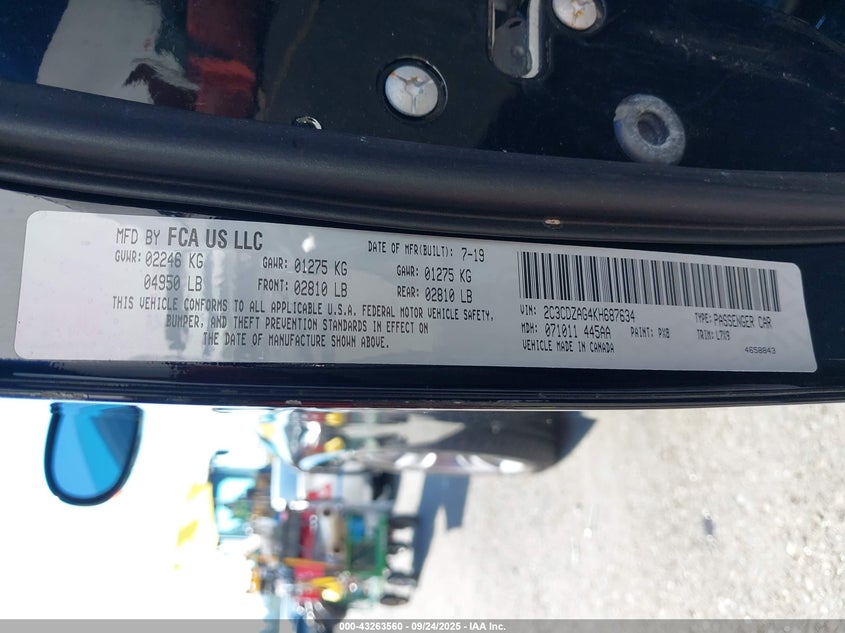 MFD BY FCA US LLC
DATE OF MFR(BUILT): 7-19
GVWR: 02246 KG GAWR: 01275 KG GAWR: 01275 KG
04950 LB FRONT: 02810 LB REAR: 02810 LB
THIS VEHICLE CONFORMS TO ALL APPLICABLE U.S.A. FEDERAL MOTOR VEHICLE SAFETY,
BUMPER, AND THEFT PREVENTION STANDARDS IN EFFECT ON
THE DATE OF MANUFACTURE SHOWN ABOVE.
VIN: 2C3CDZAG4KH687634 TYPE: PASSENGER CAR
MDH: 071011 445AA PAINT: PX8 TRIM: L7X9
VEHICLE MADE IN CANADA 4658843
000-43263560 - 09/24/2025 - IAA Inc.